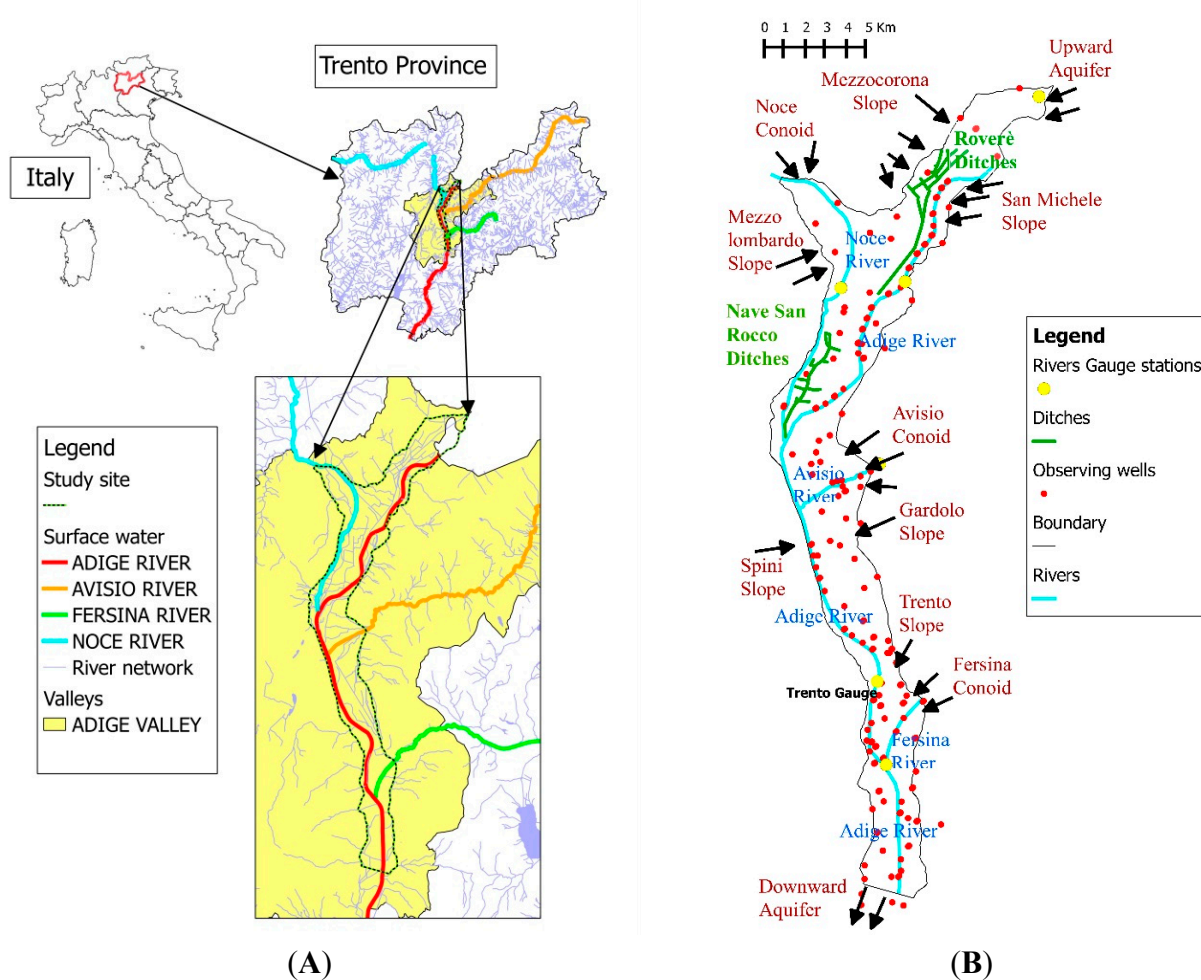 Trento Province
Italy
Legend
Study site
Surface water
ADIGE RIVER
AVISIO RIVER
FERSINA RIVER
NOCE RIVER
River network
Valleys
ADIGE VALLEY
(A)
0 1 2 3 4 5 Km
Upward
Aquifer
Mezzocorona
Slope
Noce
Conoid
Roverè
Ditches
San Michele
Slope
Mezzo
lombardo
Slope
Noce
River
Nave San
Rocco
Ditches
Adige River
Avisio
Conoid
Avisio
River
Gardolo
Slope
Spini
Slope
Adige River
Trento
Slope
Trento Gauge
Fersina
Conoid
Fersina
River
Adige River
Downward
Aquifer
Legend
Rivers Gauge stations
Ditches
Observing wells
Boundary
Rivers
(B)